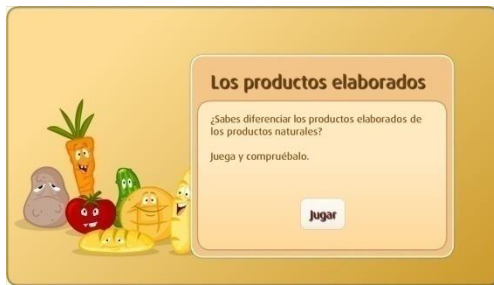 Los productos elaborados
¿Sabes diferenciar los productos elaborados de
los productos naturales?
Juega y compruébalo.
Jugar